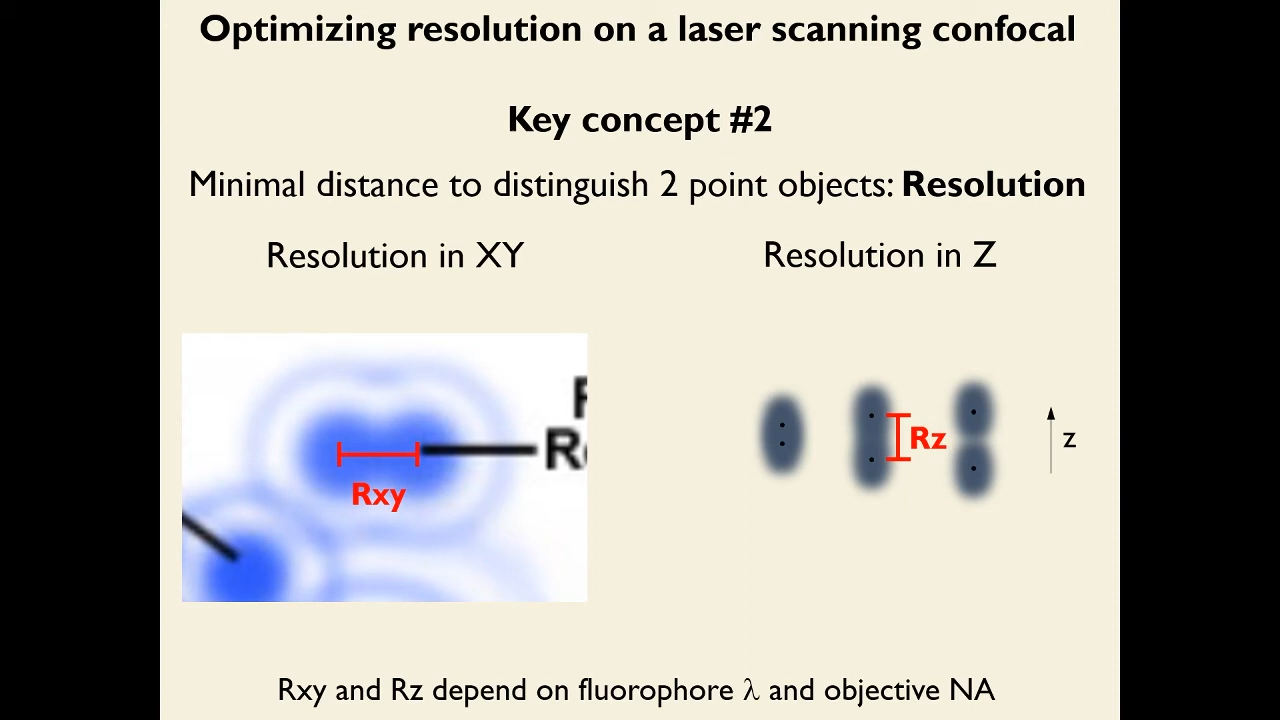 Optimizing resolution on a laser scanning confocal
Key concept #2
Minimal distance to distinguish 2 point objects: Resolution
Resolution in XY
Resolution in Z
Rxy
Rz
z
Rxy and Rz depend on fluorophore λ and objective NA